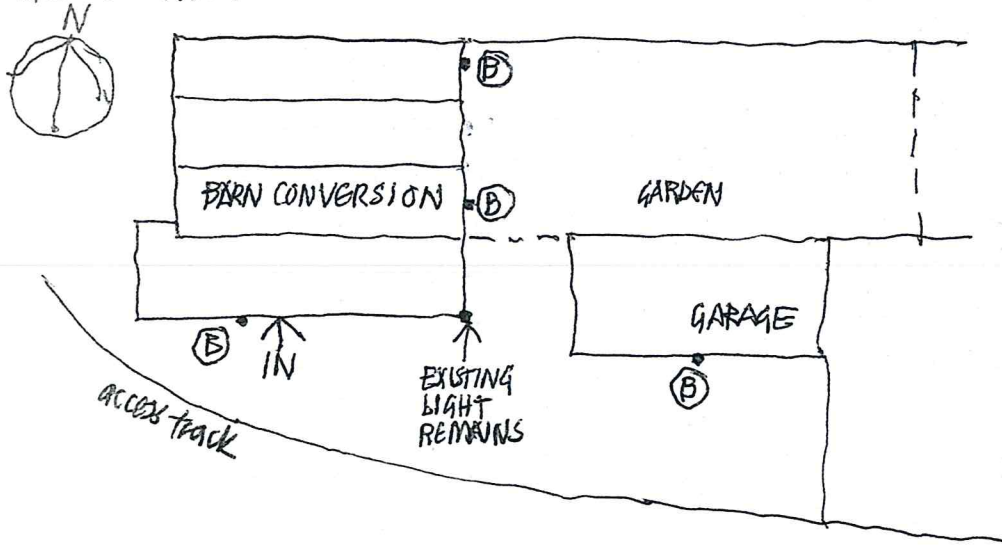 N
B
BARN CONVERSION
B
GARDEN
GARAGE
B
IN
EXISTING
LIGHT
REMAINS
B
access track